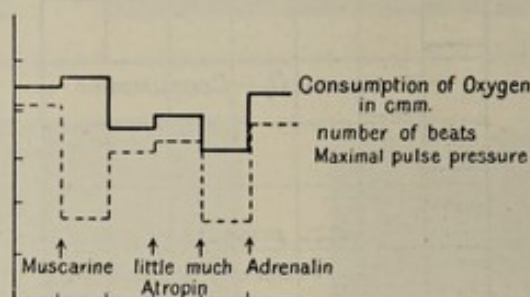 Consumption of Oxygen
in cmm.
number of beats
Maximal pulse pressure
Muscarine little much Adrenalin
Atropin